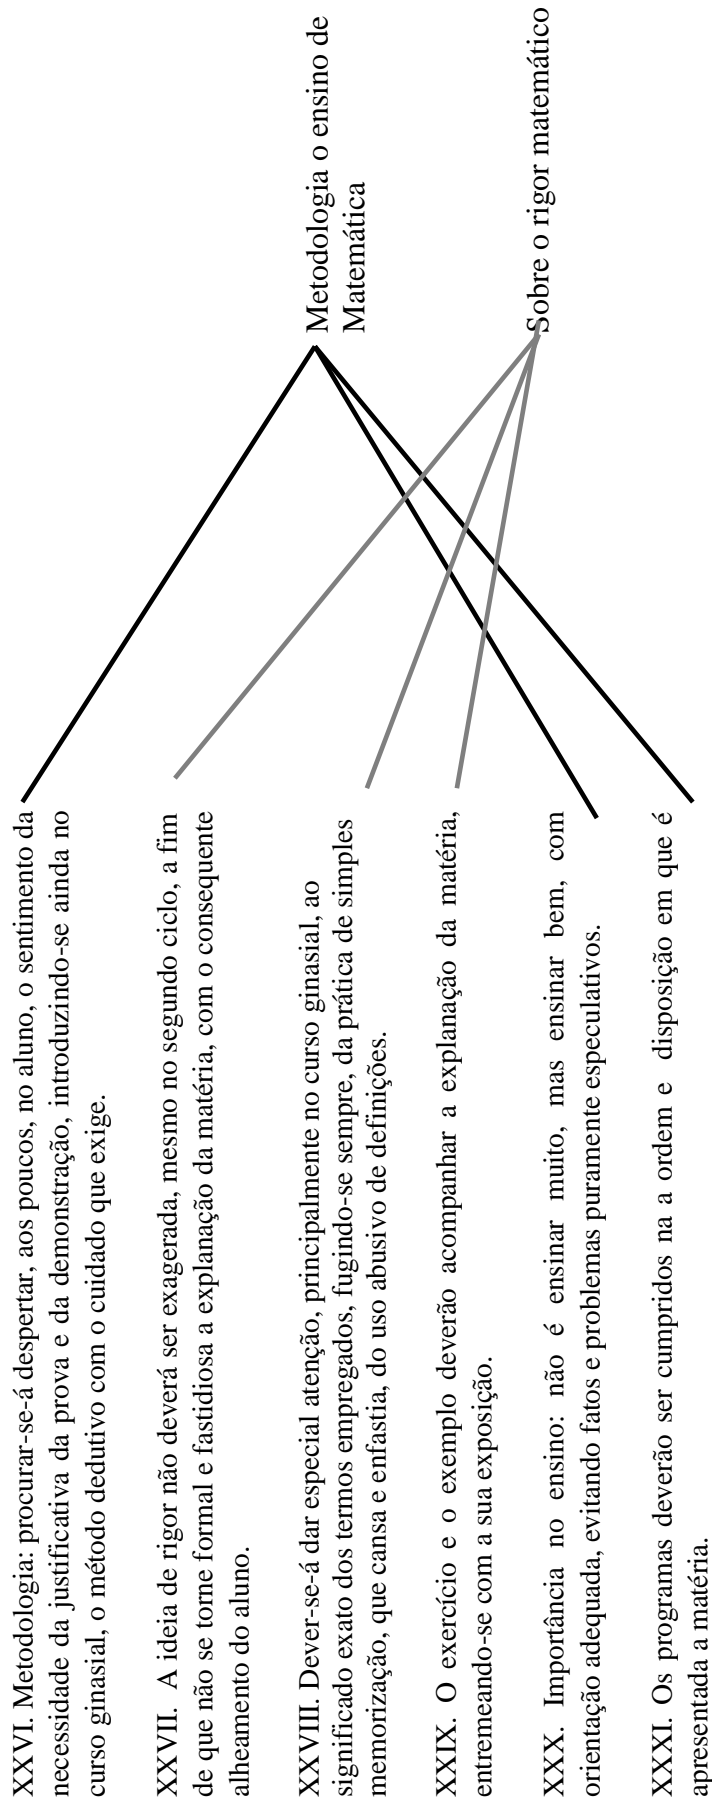 XXVI. Metodologia: procurar-se-á despertar, aos poucos, no aluno, o sentimento da
necessidade da justificativa da prova e da demonstração, introduzindo-se ainda no
curso ginasial, o método dedutivo com o cuidado que exige.
XXVII. A ideia de rigor não deverá ser exagerada, mesmo no segundo ciclo, a fim
de que não se torne formal e fastidiosa a explanação da matéria, com o consequente
alheamento do aluno.
XXVIII. Dever-se-á dar especial atenção, principalmente no curso ginasial, ao
significado exato dos termos empregados, fugindo-se sempre, da prática de simples
memorização, que cansa e enfastia, do uso abusivo de definições.
XXIX. O exercício e o exemplo deverão acompanhar a explanação da matéria,
entremeando-se com a sua exposição.
XXX. Importância no ensino: não é ensinar muito, mas ensinar bem, com
orientação adequada, evitando fatos e problemas puramente especulativos.
XXXI. Os programas deverão ser cumpridos na a ordem e disposição em que é
apresentada a matéria.
Metodologia o ensino de
Matemática
Sobre o rigor matemático